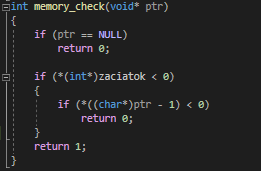 int memory_check(void* ptr)
{
    if (ptr == NULL)
        return 0;
    if (*(int*)zaciatok < 0)
    {
        if (*((char*)ptr - 1) < 0)
            return 0;
    }
    return 1;
}